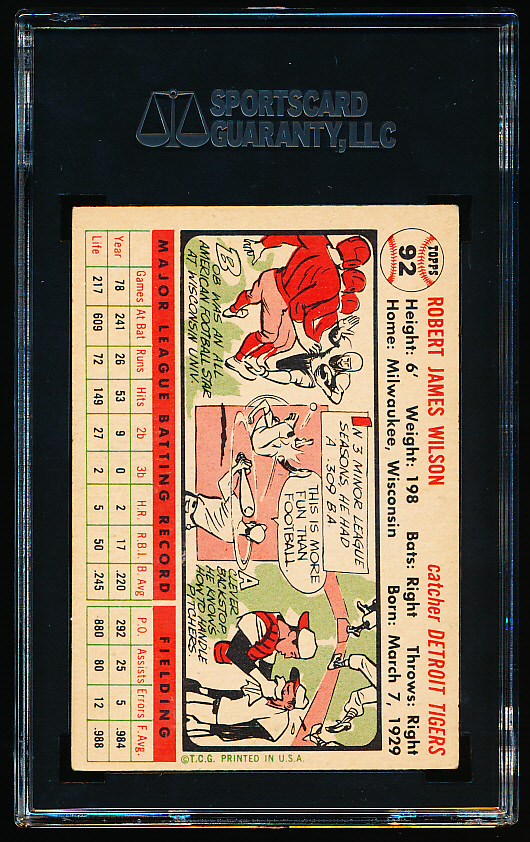 SPORTSCARD
GUARANTY, LLC
TOPPS
92
ROBERT JAMES WILSON catcher DETROIT TIGERS
Height: 6' Weight: 198 Bats: Right Throws: Right
Home: Milwaukee, Wisconsin Born: March 7, 1929
BOB WAS AN ALL
AMERICAN FOOTBALL STAR
AT WISCONSIN UNIV.
IN 3 MINOR LEAGUE
SEASONS, HE HAD
A .309 B A
THIS IS MORE
FUN THAN
FOOTBALL
A
CLEVER
BACKSTOP
HE KNOWS
HOW TO HANDLE
PITCHERS
MAJOR LEAGUE BATTING RECORD FIELDING
Games At Bat Runs Hits 2b 3b H.R. R.B.I. B Avg P.O. Assists Errors F. Avg.
Year 78 241 26 53 9 0 2 17 .220 292 25 5 .984
Life 217 609 72 149 27 2 5 50 .245 880 80 12 .988
©T.C.G. PRINTED IN U.S.A.